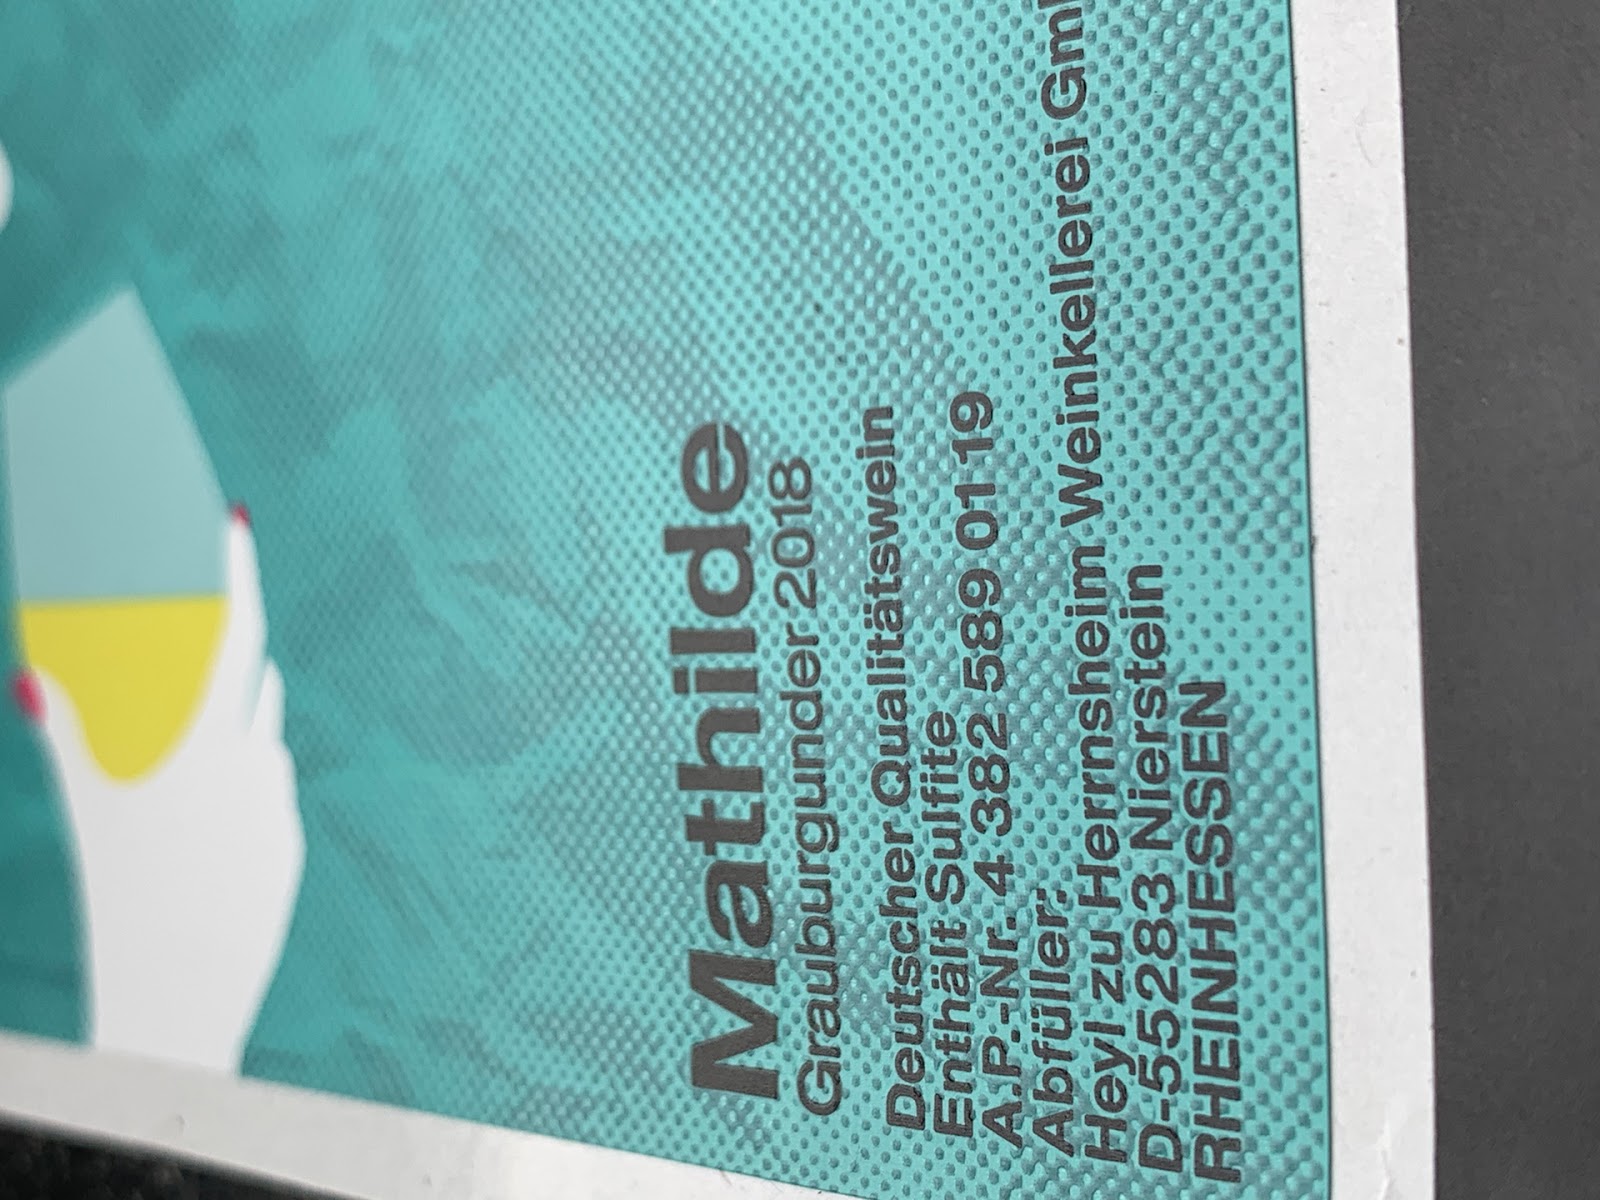 Mathilde
Grauburgunder 2018
Deutscher Qualitätswein
Enthält Sulfite
A.P.-Nr. 4 382 589 01 19
Abfüller:
Heyl zu Herrnsheim Weinkellerei Gm
D-55283 Nierstein
RHEINHESSEN